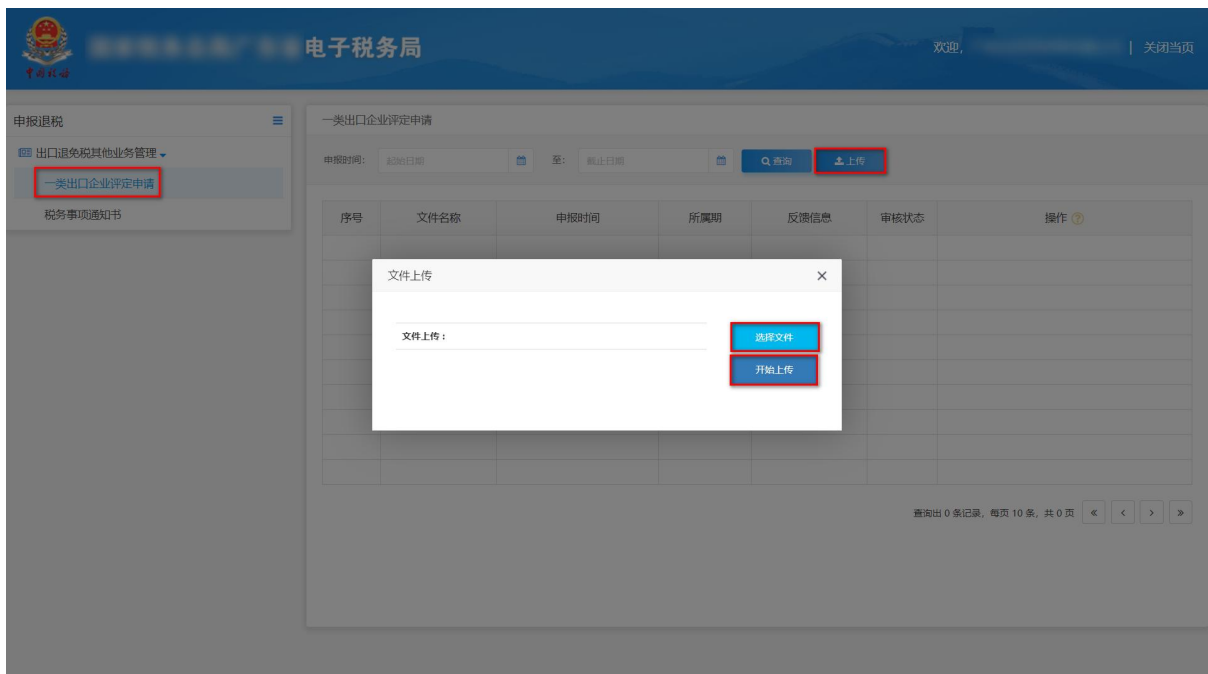 电子税务局
欢迎,
| 关闭当页
中国税务
申报退税
出口退免税其他业务管理
一类出口企业评定申请
税务事项通知书
一类出口企业评定申请
申报时间: 起始日期 至: 截止日期 查询 上传
序号 文件名称 申报时间 所属期 反馈信息 审核状态 操作 ?
文件上传 ×
文件上传： 选择文件
开始上传
查询出 0 条记录, 每页 10 条, 共 0 页 « < > »